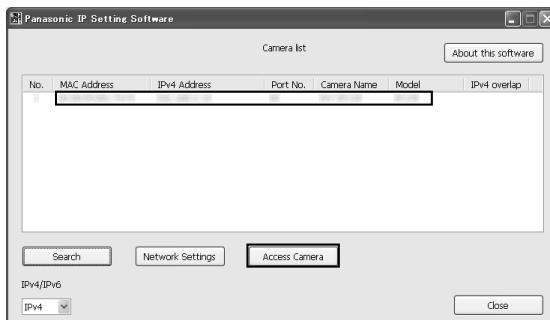 Panasonic IP Setting Software
Camera list
About this software
No. MAC Address IPv4 Address Port No. Camera Name Model IPv4 overlap
Search Network Settings Access Camera
IPv4/IPv6
IPv4
Close